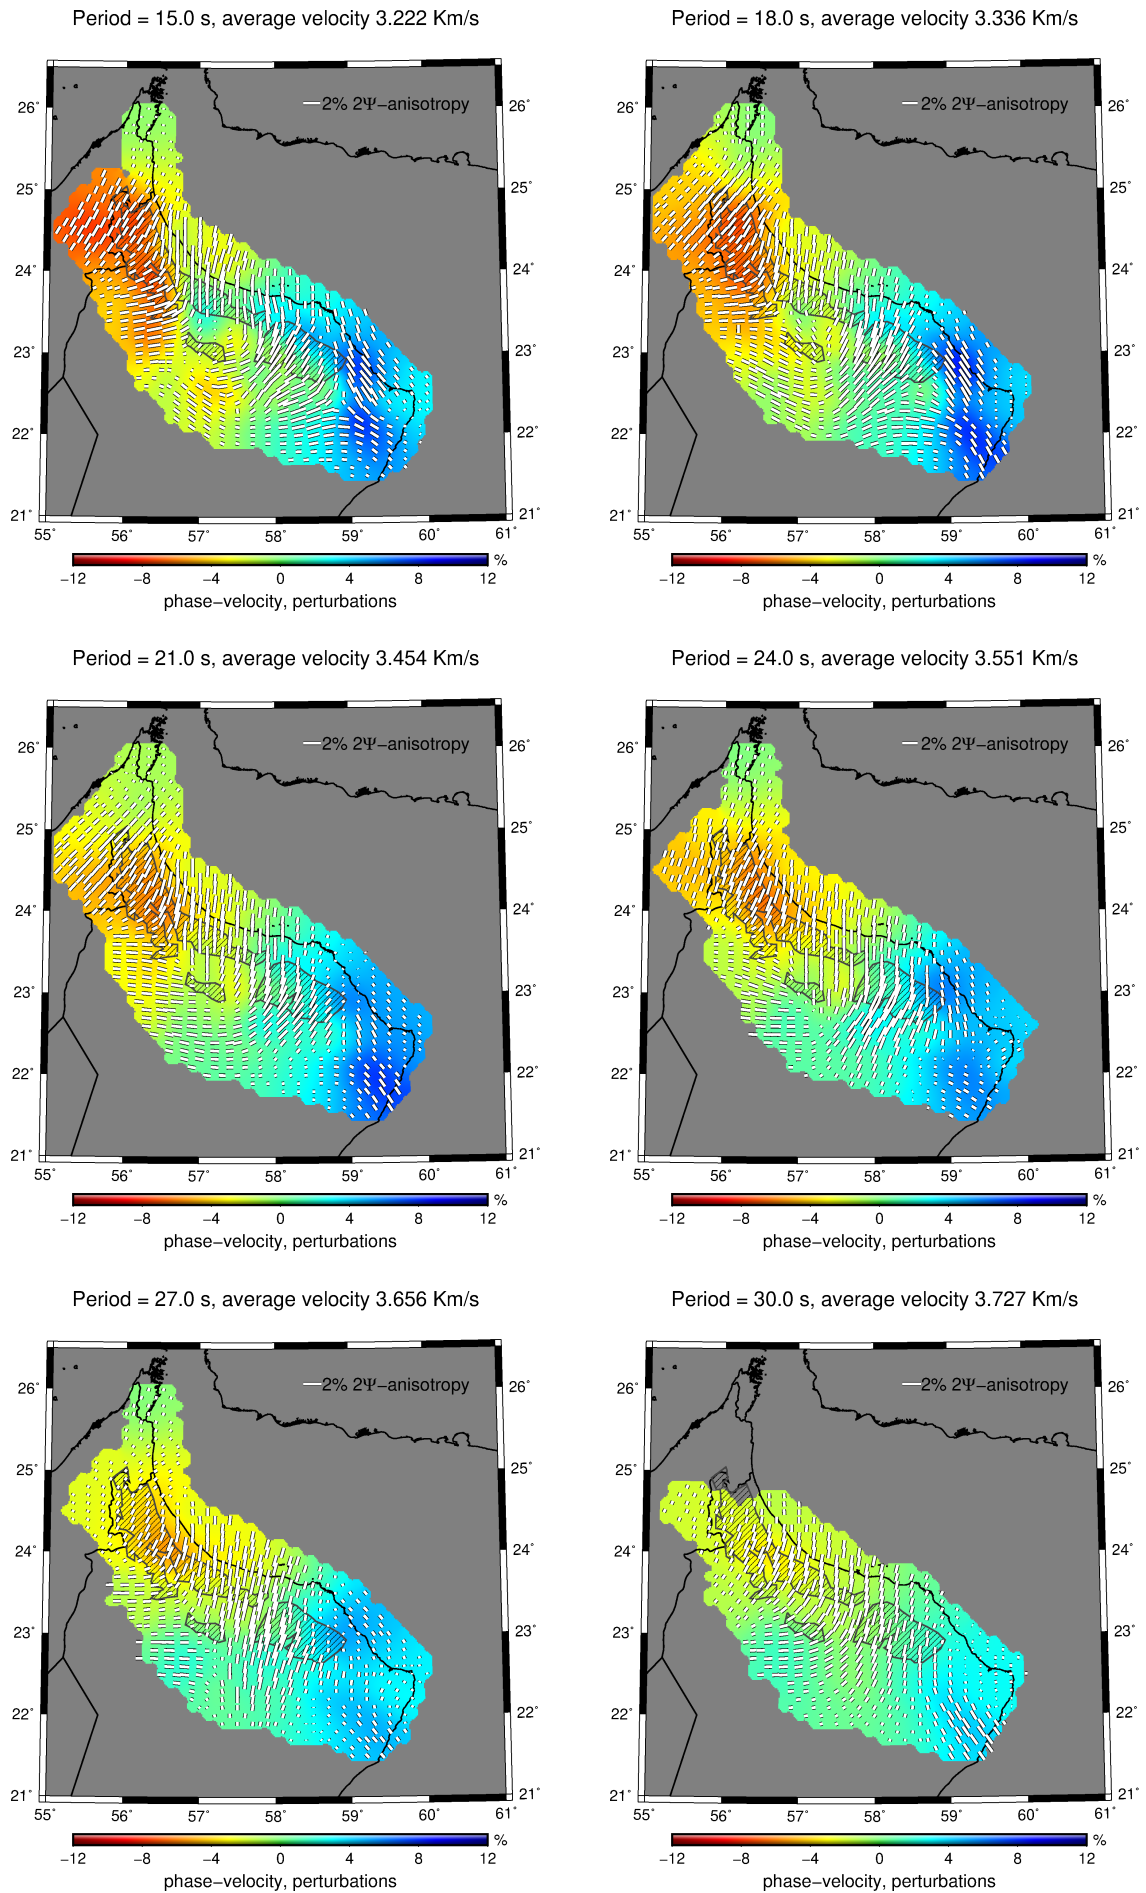 Period = 15.0 s, average velocity 3.222 Km/s
2% 2Ψ−anisotropy
26˚ 26˚
25˚ 25˚
24˚ 24˚
23˚ 23˚
22˚ 22˚
21˚ 21˚
55˚ 56˚ 57˚ 58˚ 59˚ 60˚ 61˚
%
−12 −8 −4 0 4 8 12
phase−velocity, perturbations
Period = 18.0 s, average velocity 3.336 Km/s
2% 2Ψ−anisotropy
26˚ 26˚
25˚ 25˚
24˚ 24˚
23˚ 23˚
22˚ 22˚
21˚ 21˚
55˚ 56˚ 57˚ 58˚ 59˚ 60˚ 61˚
%
−12 −8 −4 0 4 8 12
phase−velocity, perturbations
Period = 21.0 s, average velocity 3.454 Km/s
2% 2Ψ−anisotropy
26˚ 26˚
25˚ 25˚
24˚ 24˚
23˚ 23˚
22˚ 22˚
21˚ 21˚
55˚ 56˚ 57˚ 58˚ 59˚ 60˚ 61˚
%
−12 −8 −4 0 4 8 12
phase−velocity, perturbations
Period = 24.0 s, average velocity 3.551 Km/s
2% 2Ψ−anisotropy
26˚ 26˚
25˚ 25˚
24˚ 24˚
23˚ 23˚
22˚ 22˚
21˚ 21˚
55˚ 56˚ 57˚ 58˚ 59˚ 60˚ 61˚
%
−12 −8 −4 0 4 8 12
phase−velocity, perturbations
Period = 27.0 s, average velocity 3.656 Km/s
2% 2Ψ−anisotropy
26˚ 26˚
25˚ 25˚
24˚ 24˚
23˚ 23˚
22˚ 22˚
21˚ 21˚
55˚ 56˚ 57˚ 58˚ 59˚ 60˚ 61˚
%
−12 −8 −4 0 4 8 12
phase−velocity, perturbations
Period = 30.0 s, average velocity 3.727 Km/s
2% 2Ψ−anisotropy
26˚ 26˚
25˚ 25˚
24˚ 24˚
23˚ 23˚
22˚ 22˚
21˚ 21˚
55˚ 56˚ 57˚ 58˚ 59˚ 60˚ 61˚
%
−12 −8 −4 0 4 8 12
phase−velocity, perturbations